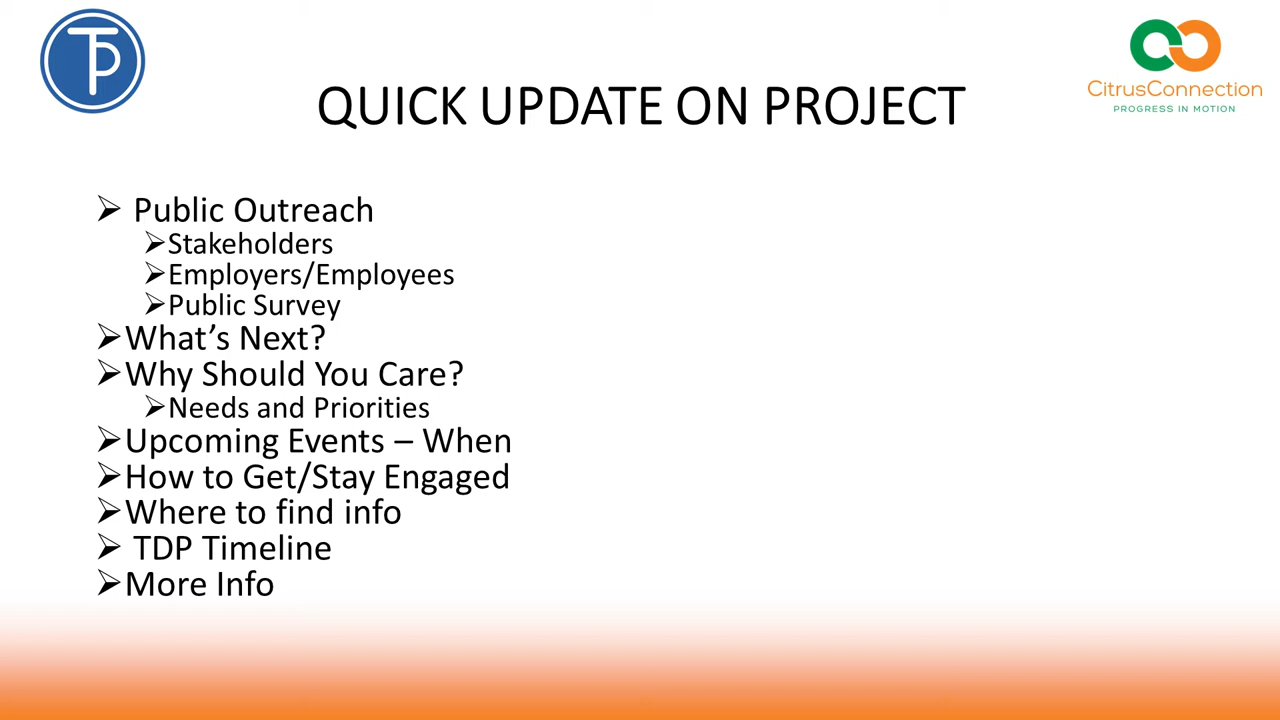 TP
CitrusConnection
PROGRESS IN MOTION
QUICK UPDATE ON PROJECT
Public Outreach
Stakeholders
Employers/Employees
Public Survey
What’s Next?
Why Should You Care?
Needs and Priorities
Upcoming Events – When
How to Get/Stay Engaged
Where to find info
TDP Timeline
More Info